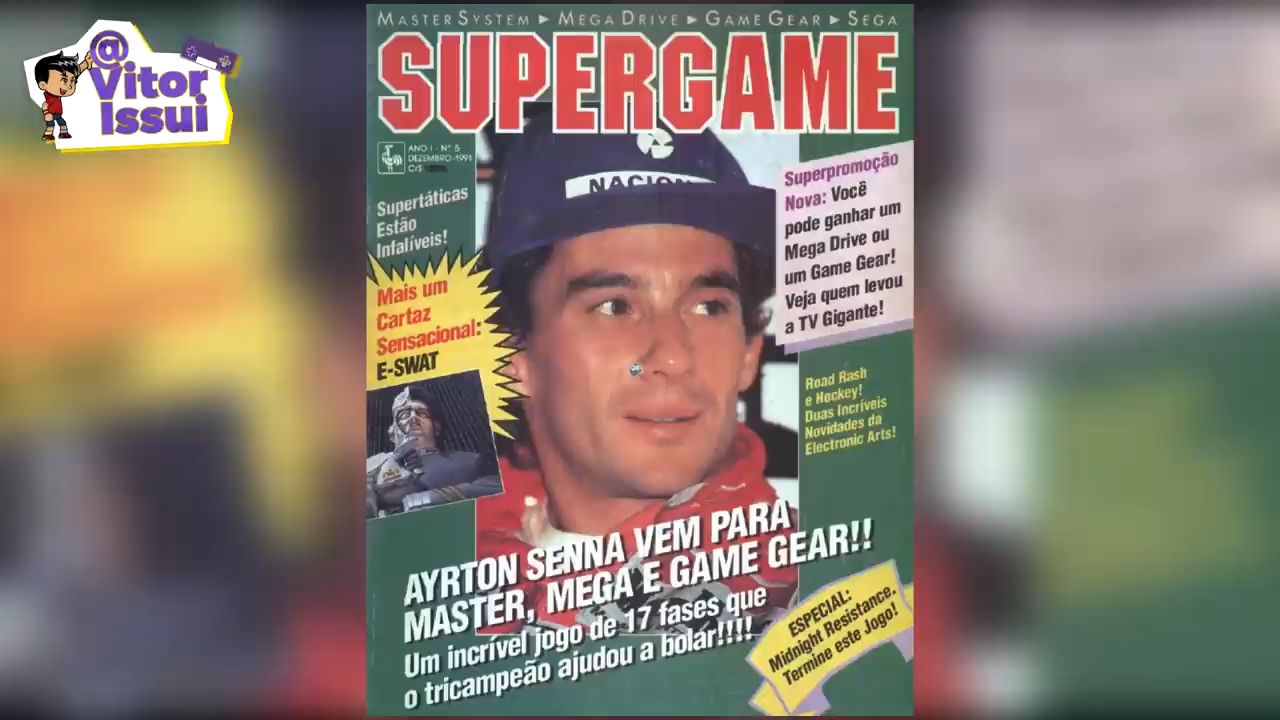 @
Vitor
Issui
MASTER SYSTEM ► MEGA DRIVE ► GAME GEAR ► SEGA
SUPERGAME
ANO I - Nº 5
DEZEMBRO-1991
Cr$
NACION
Supertáticas
Estão
Infalíveis!
Superpromoção
Nova: Você
pode ganhar um
Mega Drive ou
um Game Gear!
Veja quem levou
a TV Gigante!
Mais um
Cartaz
Sensacional:
E-SWAT
Road Rash
e Hockey!
Duas Incríveis
Novidades da
Electronic Arts!
AYRTON SENNA VEM PARA
MASTER, MEGA E GAME GEAR!!
Um incrível jogo de 17 fases que
o tricampeão ajudou a bolar!!!!
ESPECIAL:
Midnight Resistance.
Termine este Jogo!